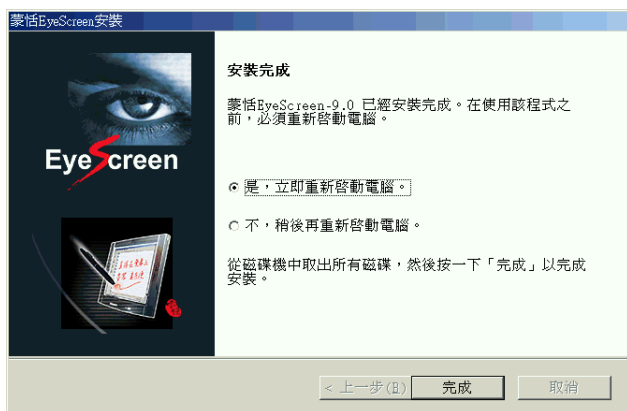 蒙恬EyeScreen安裝
安裝完成
蒙恬EyeScreen-9.0 已經安裝完成。在使用該程式之
前,必須重新啓動電腦。
EyeScreen
是,立即重新啓動電腦。
不,稍後再重新啓動電腦。
從磁碟機中取出所有磁碟,然後按一下「完成」以完成
安裝。
< 上一步(B)
完成
取消